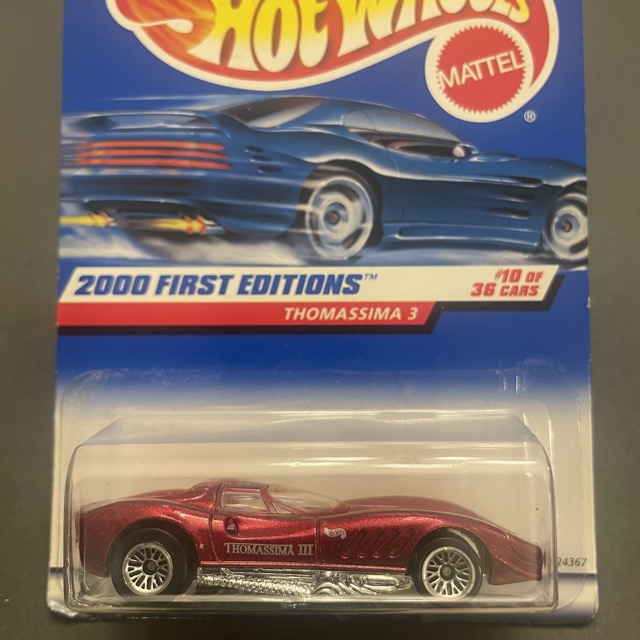 HOT WHEELS
MATTEL
®
2000 FIRST EDITIONS™
#10 OF
36 CARS
THOMASSIMA 3
THOMASSIMA III
24367